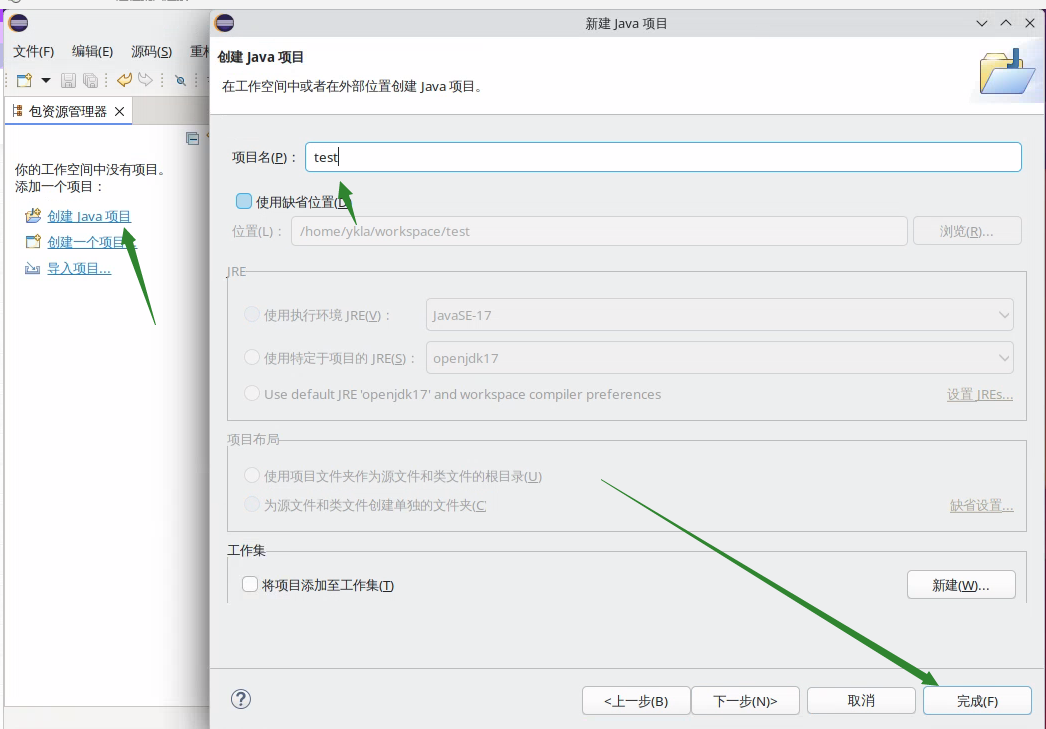 新建 Java 项目
文件(F) 编辑(E) 源码(S)
包资源管理器
你的工作空间中没有项目。
添加一个项目：
创建 Java 项目
创建一个项目
导入项目...
创建 Java 项目
在工作空间中或者在外部位置创建 Java 项目。
项目名(P)： test
使用缺省位置(D)
位置(L)： /home/ykla/workspace/test 浏览(R)...
JRE
使用执行环境 JRE(V)： JavaSE-17
使用特定于项目的 JRE(S)： openjdk17
Use default JRE 'openjdk17' and workspace compiler preferences 设置 JREs...
项目布局
使用项目文件夹作为源文件和类文件的根目录(U)
为源文件和类文件创建单独的文件夹(C 缺省设置...
工作集
将项目添加至工作集(T) 新建(W)...
<上一步(B) 下一步(N)> 取消 完成(F)